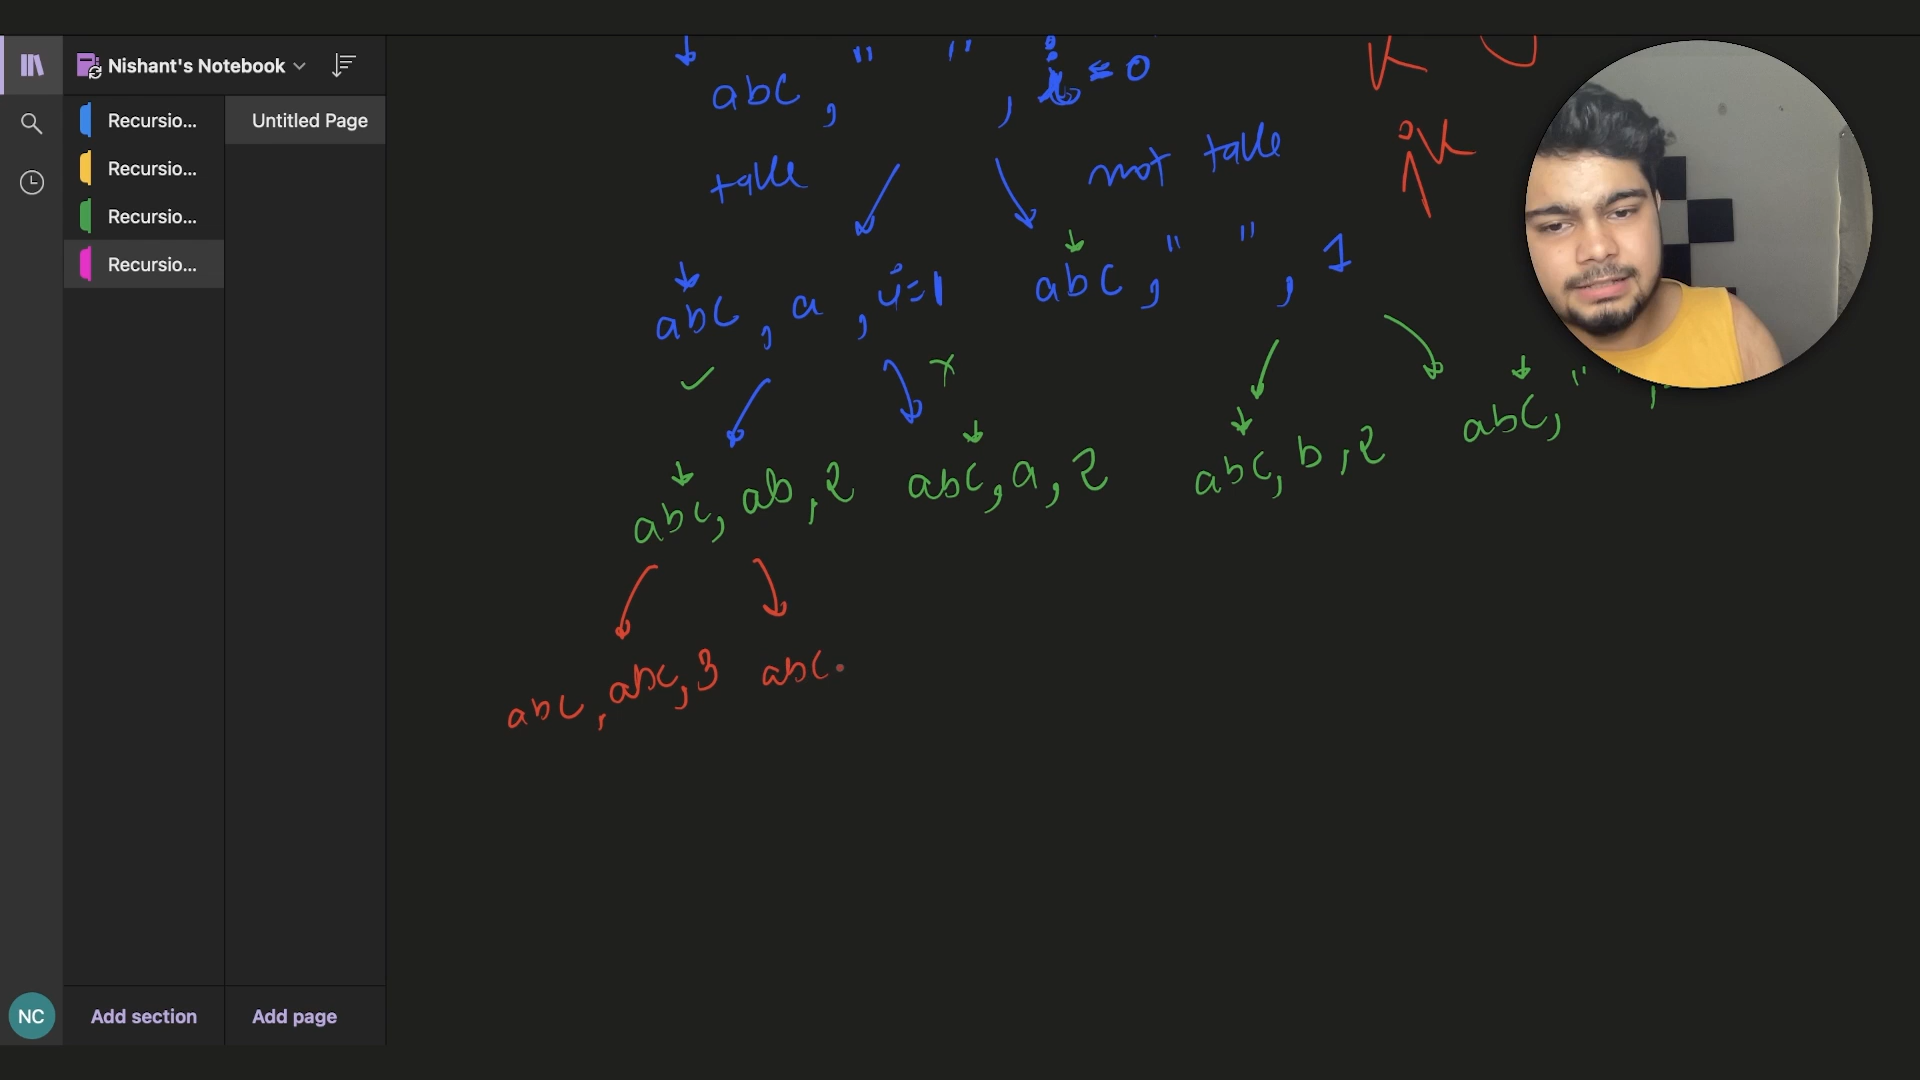 Nishant's Notebook
Recursio...
Recursio...
Recursio...
Recursio...
Untitled Page
NC
Add section
Add page
abc, " ", i = 0
take
not take
abc, a, i=1
abc, " ", 1
abc, ab, 2
abc, a, 2
abc, b, 2
abc, " ",
abc, abc, 3
abc